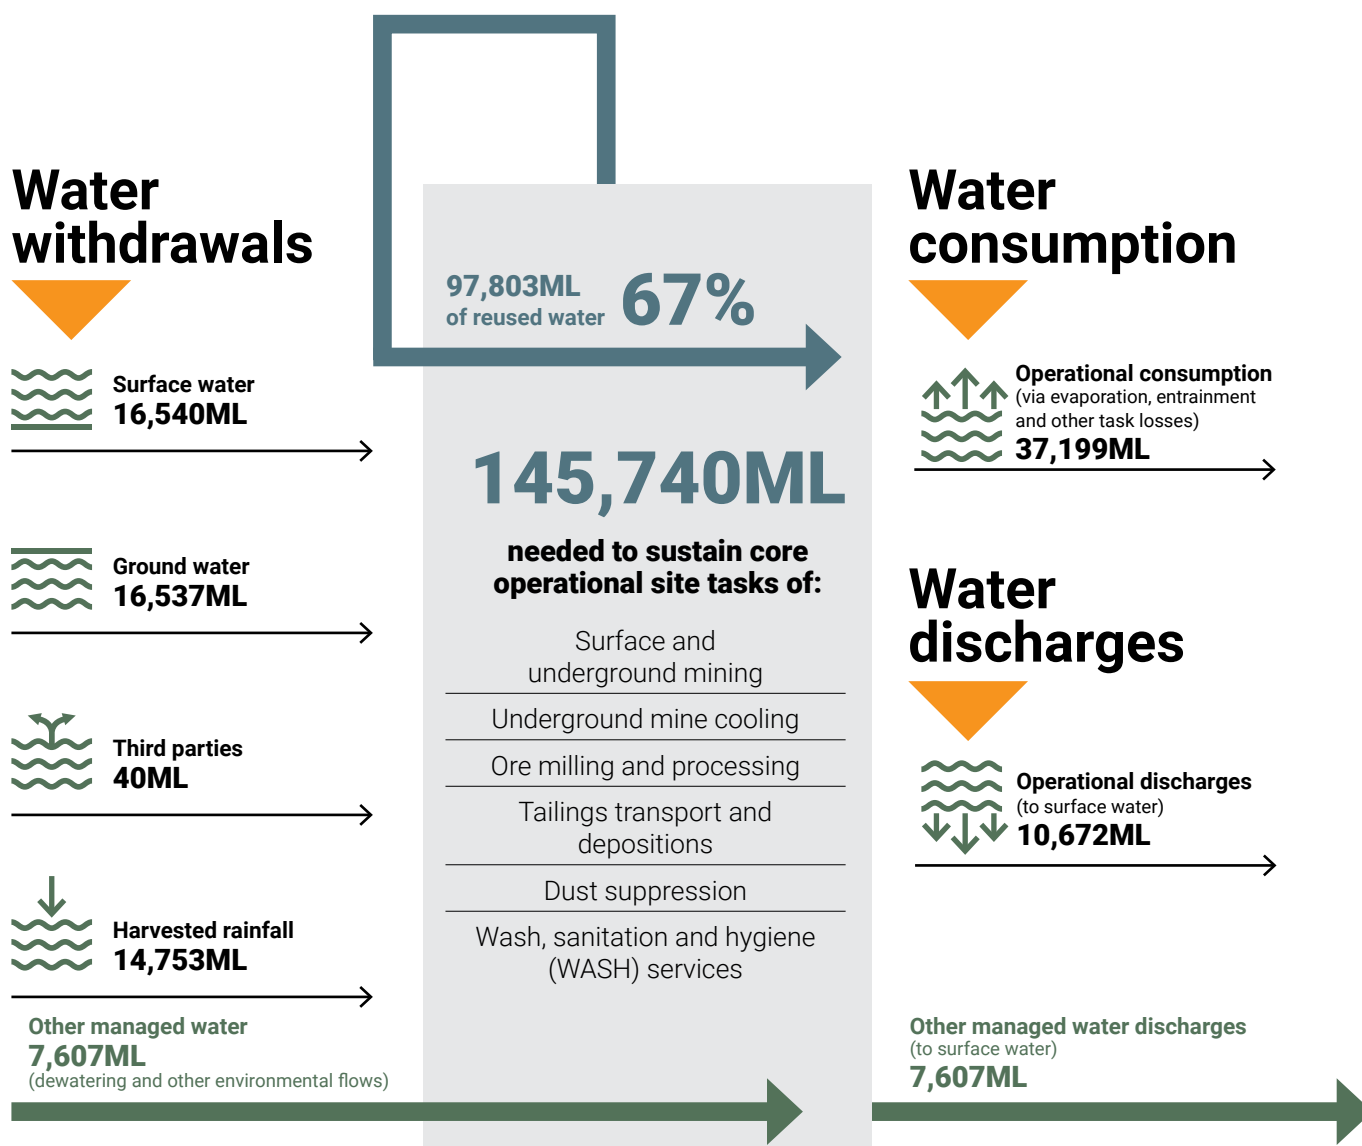 Water
withdrawals
Surface water
16,540ML
Ground water
16,537ML
Third parties
40ML
Harvested rainfall
14,753ML
Other managed water
7,607ML
(dewatering and other environmental flows)
97,803ML
of reused water
67%
145,740ML
needed to sustain core
operational site tasks of:
Surface and
underground mining
Underground mine cooling
Ore milling and processing
Tailings transport and
depositions
Dust suppression
Wash, sanitation and hygiene
(WASH) services
Water
consumption
Operational consumption
(via evaporation, entrainment
and other task losses)
37,199ML
Water
discharges
Operational discharges
(to surface water)
10,672ML
Other managed water discharges
(to surface water)
7,607ML